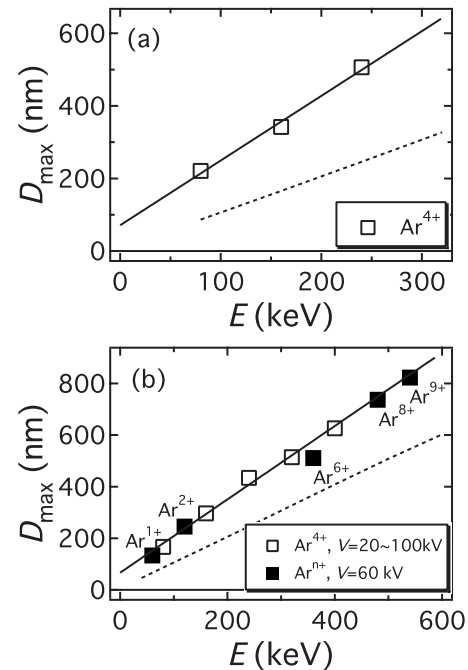 (a)
600
400
200
0
D_max (nm)
Ar⁴⁺
0 100 200 300
E (keV)
(b)
800
600
400
200
0
D_max (nm)
Ar¹⁺
Ar²⁺
Ar⁶⁺
Ar⁸⁺
Ar⁹⁺
Ar⁴⁺, V=20~100kV
Arⁿ⁺, V=60 kV
0 200 400 600
E (keV)